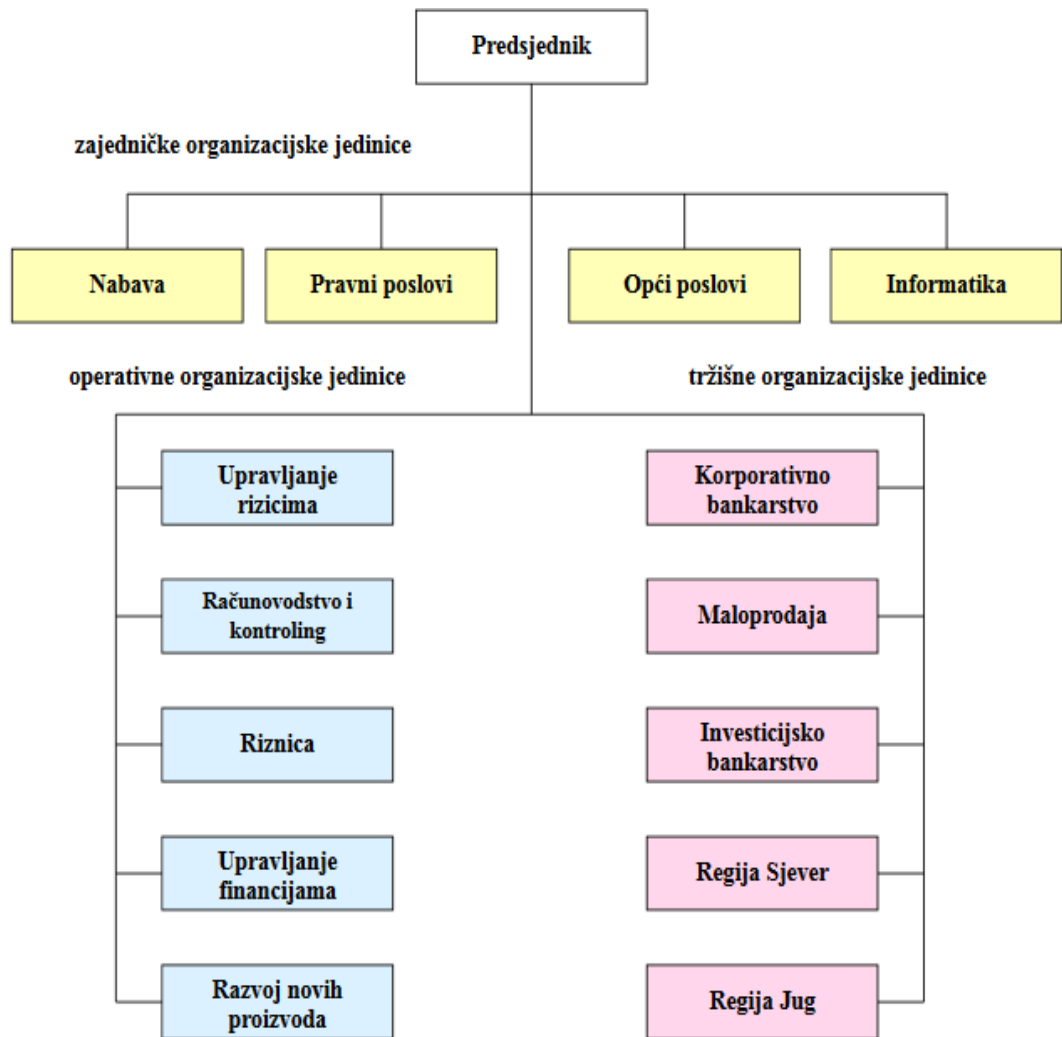 Predsjednik
zajedničke organizacijske jedinice
Nabava
Pravni poslovi
Opći poslovi
Informatika
operativne organizacijske jedinice
tržišne organizacijske jedinice
Upravljanje
rizicima
Korporativno
bankarstvo
Računovodstvo i
kontroling
Maloprodaja
Riznica
Investicijsko
bankarstvo
Upravljanje
financijama
Regija Sjever
Razvoj novih
proizvoda
Regija Jug